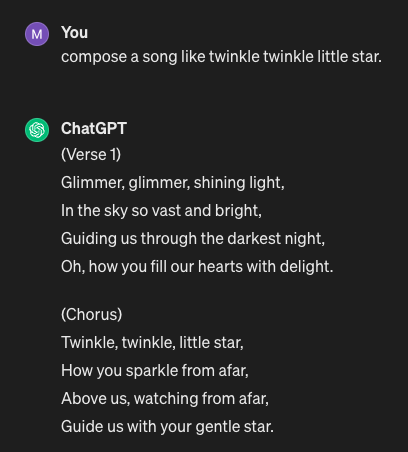 M
You
compose a song like twinkle twinkle little star.
ChatGPT
(Verse 1)
Glimmer, glimmer, shining light,
In the sky so vast and bright,
Guiding us through the darkest night,
Oh, how you fill our hearts with delight.
(Chorus)
Twinkle, twinkle, little star,
How you sparkle from afar,
Above us, watching from afar,
Guide us with your gentle star.